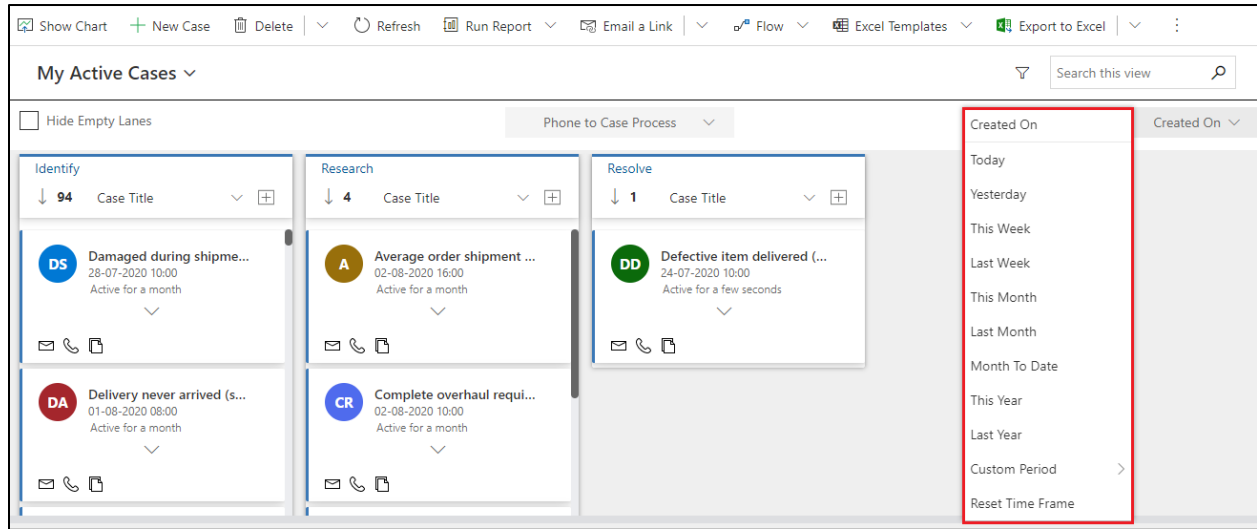 Show Chart New Case Delete Refresh Run Report Email a Link Flow Excel Templates Export to Excel
My Active Cases
Search this view
Hide Empty Lanes
Phone to Case Process
Created On
Identify
94 Case Title
DS
Damaged during shipme...
28-07-2020 10:00
Active for a month
DA
Delivery never arrived (s...
01-08-2020 08:00
Active for a month
Research
4 Case Title
A
Average order shipment ...
02-08-2020 16:00
Active for a month
CR
Complete overhaul requi...
02-08-2020 10:00
Active for a month
Resolve
1 Case Title
DD
Defective item delivered (...
24-07-2020 10:00
Active for a few seconds
Created On
Today
Yesterday
This Week
Last Week
This Month
Last Month
Month To Date
This Year
Last Year
Custom Period
Reset Time Frame